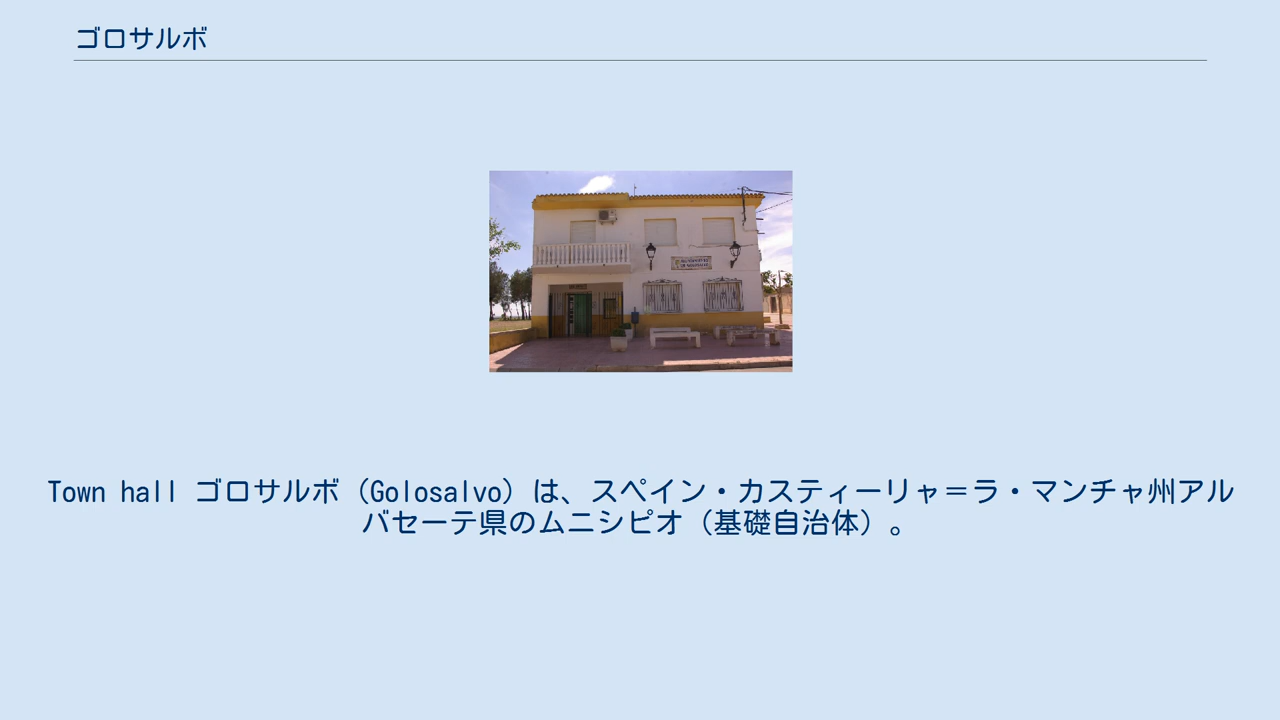 ゴロサルボ
Town hall ゴロサルボ（Golosalvo）は、スペイン・カスティーリャ＝ラ・マンチャ州アル
バセーテ県のムニシピオ（基礎自治体）。